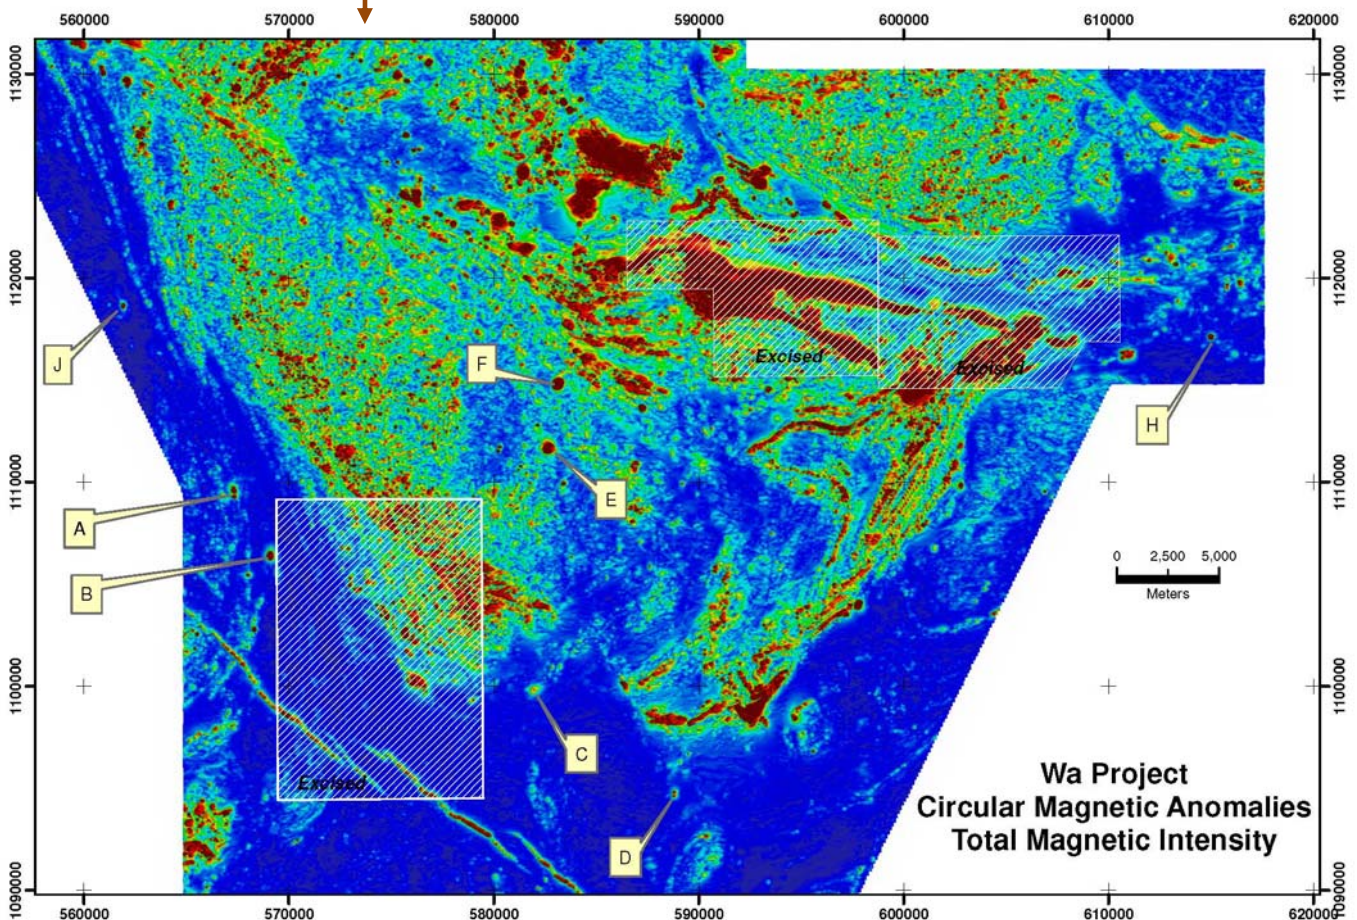 560000 570000 580000 590000 600000 610000 620000
1130000 1130000
1120000 1120000
J
F
Excised
Excised
H
1110000 1110000
E
A
B
0 2,500 5,000
Meters
1100000 1100000
C
Excised
D
Wa Project
Circular Magnetic Anomalies
Total Magnetic Intensity
1090000 1090000
560000 570000 580000 590000 600000 610000 620000